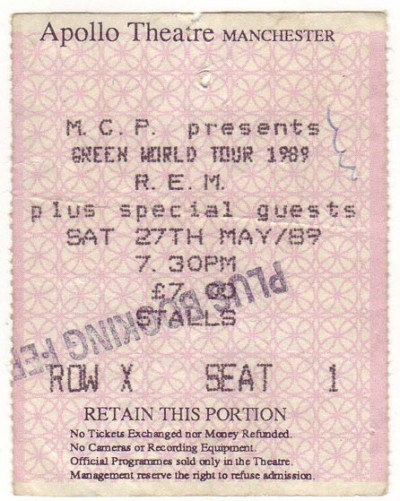 Apollo Theatre MANCHESTER
M.C.P. presents
GREEN WORLD TOUR 1989
R.E.M.
plus special guests
SAT 27TH MAY/89
7.30PM
£7.00
PLUS BOOKING FEE
STALLS
ROW X SEAT 1
RETAIN THIS PORTION
No Tickets Exchanged nor Money Refunded.
No Cameras or Recording Equipment.
Official Programmes sold only in the Theatre.
Management reserve the right to refuse admission.